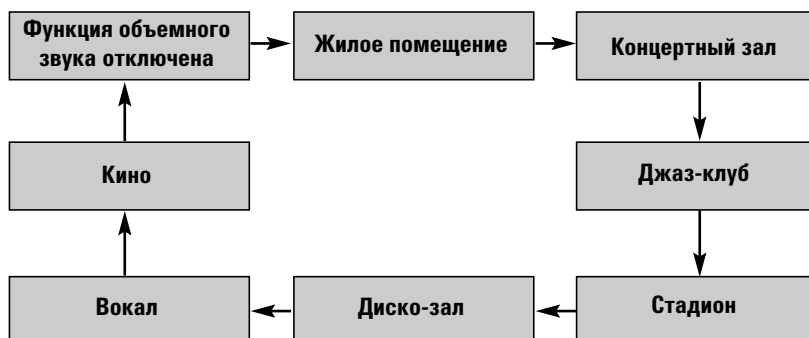 Функция объемного
звука отключена
Жилое помещение
Концертный зал
Кино
Джаз-клуб
Вокал
Диско-зал
Стадион